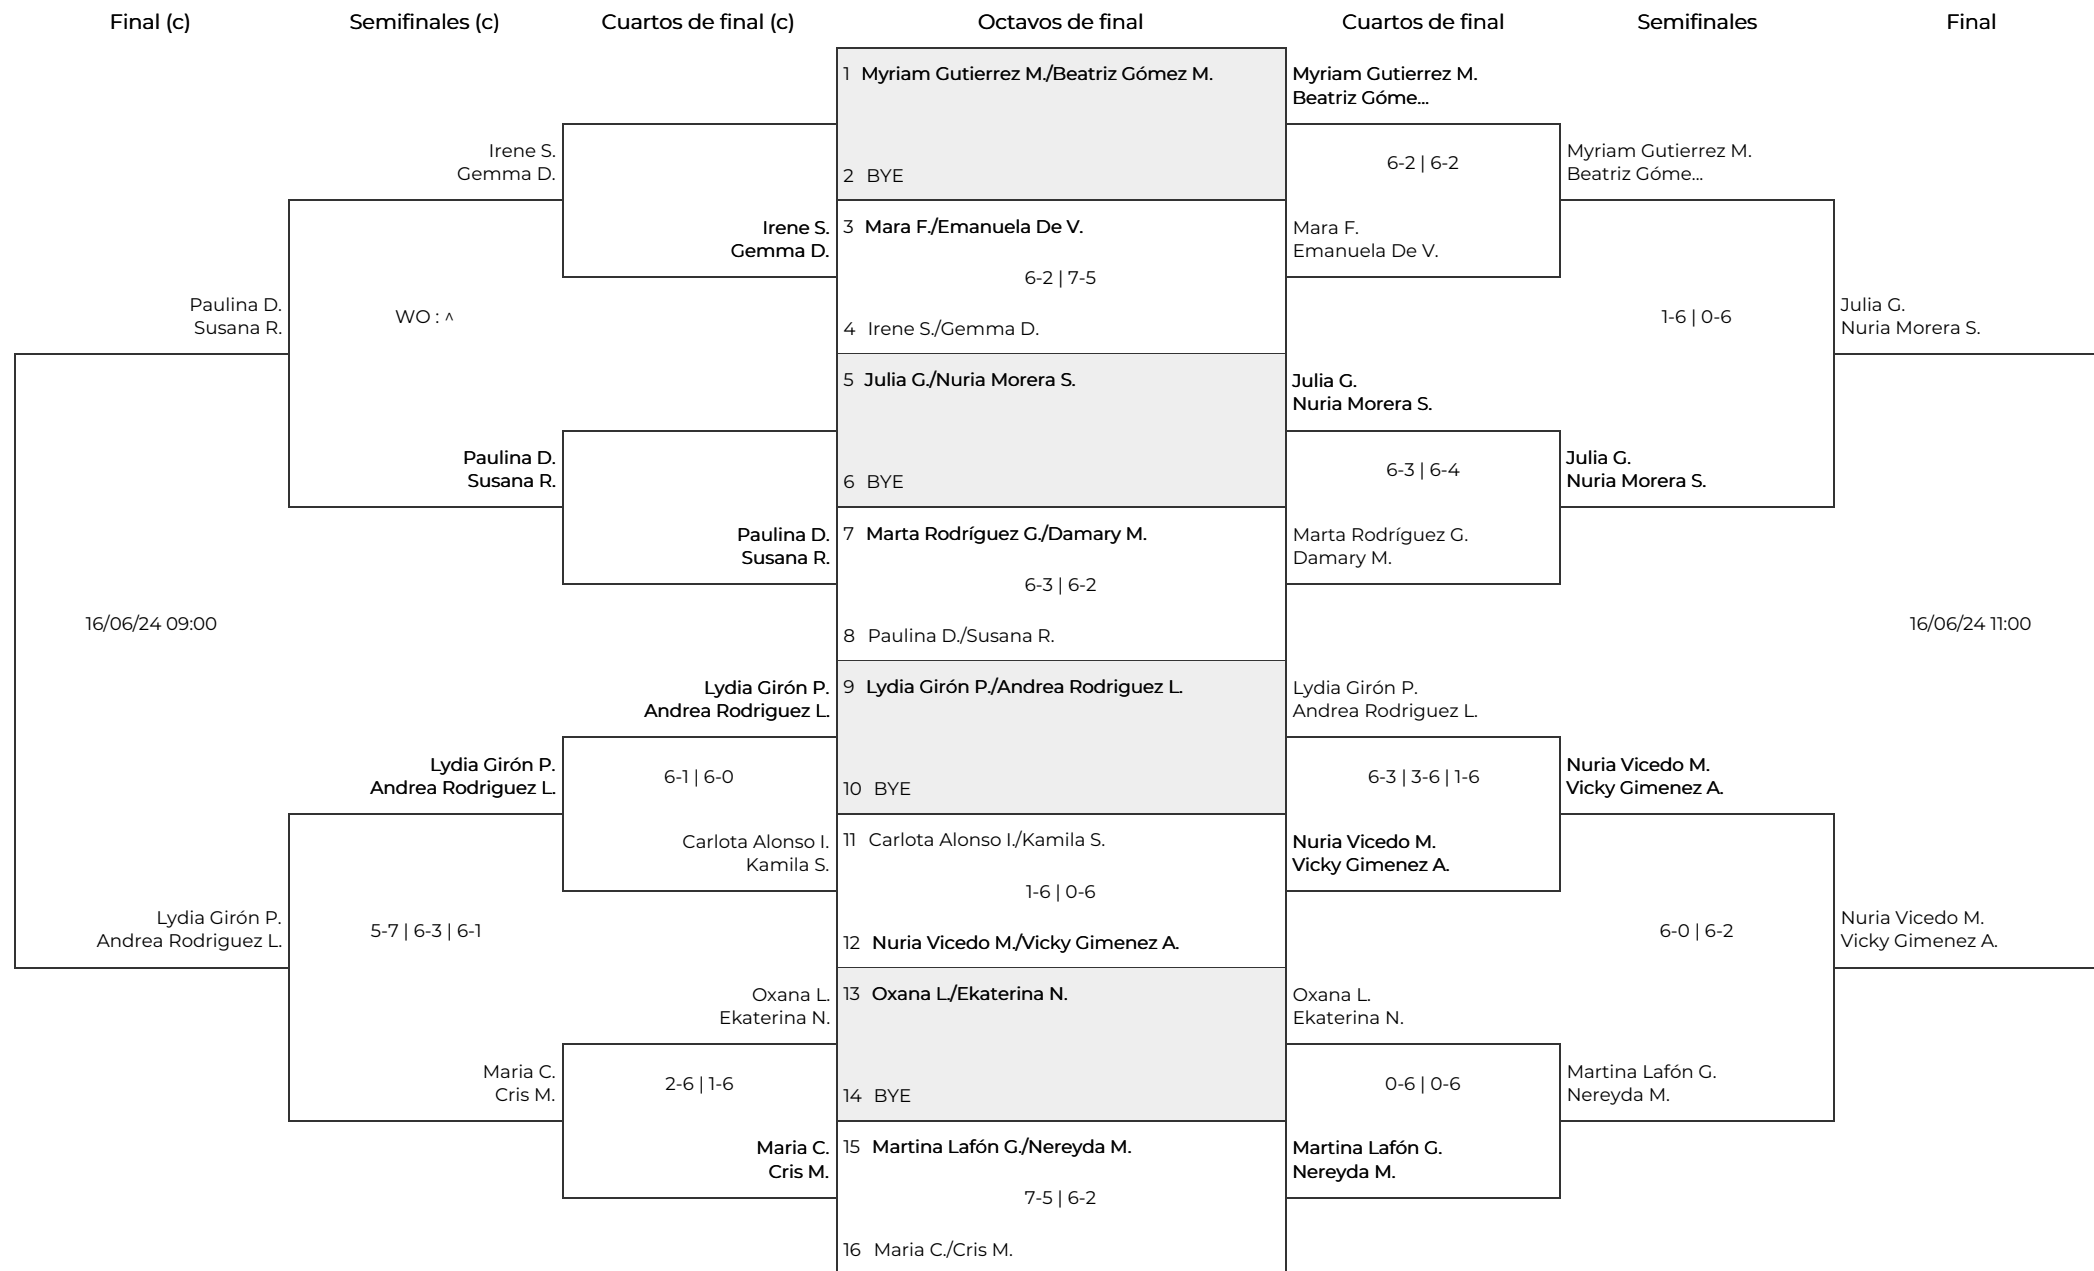 Final (c)
Semifinales (c)
Cuartos de final (c)
Octavos de final
Cuartos de final
Semifinales
Final
Paulina D.
Susana R.
16/06/24 09:00
Lydia Girón P.
Andrea Rodriguez L.
Irene S.
Gemma D.
WO : ^
Paulina D.
Susana R.
Lydia Girón P.
Andrea Rodriguez L.
5-7 | 6-3 | 6-1
Maria C.
Cris M.
Irene S.
Gemma D.
Paulina D.
Susana R.
Lydia Girón P.
Andrea Rodriguez L.
6-1 | 6-0
Carlota Alonso I.
Kamila S.
Oxana L.
Ekaterina N.
2-6 | 1-6
Maria C.
Cris M.
1 Myriam Gutierrez M./Beatriz Gómez M.
2 BYE
3 Mara F./Emanuela De V.
6-2 | 7-5
4 Irene S./Gemma D.
5 Julia G./Nuria Morera S.
6 BYE
7 Marta Rodríguez G./Damary M.
6-3 | 6-2
8 Paulina D./Susana R.
9 Lydia Girón P./Andrea Rodriguez L.
10 BYE
11 Carlota Alonso I./Kamila S.
1-6 | 0-6
12 Nuria Vicedo M./Vicky Gimenez A.
13 Oxana L./Ekaterina N.
14 BYE
15 Martina Lafón G./Nereyda M.
7-5 | 6-2
16 Maria C./Cris M.
Myriam Gutierrez M.
Beatriz Góme...
6-2 | 6-2
Mara F.
Emanuela De V.
Julia G.
Nuria Morera S.
6-3 | 6-4
Marta Rodríguez G.
Damary M.
Lydia Girón P.
Andrea Rodriguez L.
6-3 | 3-6 | 1-6
Nuria Vicedo M.
Vicky Gimenez A.
Oxana L.
Ekaterina N.
0-6 | 0-6
Martina Lafón G.
Nereyda M.
Myriam Gutierrez M.
Beatriz Góme...
1-6 | 0-6
Julia G.
Nuria Morera S.
Nuria Vicedo M.
Vicky Gimenez A.
6-0 | 6-2
Martina Lafón G.
Nereyda M.
Julia G.
Nuria Morera S.
16/06/24 11:00
Nuria Vicedo M.
Vicky Gimenez A.